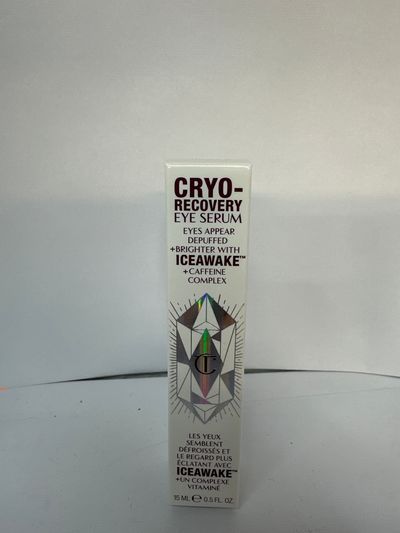 CRYO-
RECOVERY
EYE SERUM
EYES APPEAR
DEPUFFED
+BRIGHTER WITH
ICEAWAKE™
+CAFFEINE
COMPLEX
CT
LES YEUX
SEMBLENT
DÉFROISSÉS ET
LE REGARD PLUS
ÉCLATANT AVEC
ICEAWAKE™
+UN COMPLEXE
VITAMINÉ
15 ML ℮ 0.5 FL. OZ.